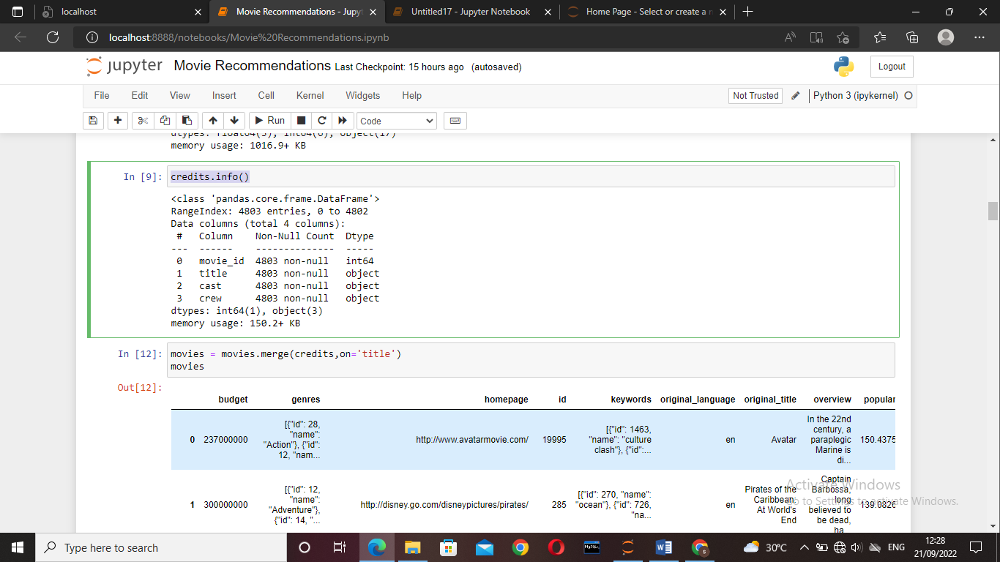 localhost
Movie Recommendations - Jupyt
Untitled17 - Jupyter Notebook
Home Page - Select or create a n
localhost:8888/notebooks/Movie%20Recommendations.ipynb
jupyter Movie Recommendations Last Checkpoint: 15 hours ago (autosaved)
Logout
File Edit View Insert Cell Kernel Widgets Help
Not Trusted
Python 3 (ipykernel)
Run
Code
memory usage: 1016.9+ KB
In [9]: credits.info()
<class 'pandas.core.frame.DataFrame'>
RangeIndex: 4803 entries, 0 to 4802
Data columns (total 4 columns):
# Column Non-Null Count Dtype
--- ------ -------------- -----
0 movie_id 4803 non-null int64
1 title 4803 non-null object
2 cast 4803 non-null object
3 crew 4803 non-null object
dtypes: int64(1), object(3)
memory usage: 150.2+ KB
In [12]: movies = movies.merge(credits,on='title')
movies
Out[12]:
budget genres homepage id keywords original_language original_title overview popular
0 237000000
[{"id": 28,
"name":
"Action"}, {"id":
12, "nam...
http://www.avatarmovie.com/ 19995
[{"id": 1463,
"name": "culture
clash"}, {"id":...
en Avatar
In the 22nd
century, a
paraplegic
Marine is
di...
150.4375
1 300000000
[{"id": 12,
"name":
"Adventure"},
{"id": 14, "...
http://disney.go.com/disneypictures/pirates/ 285
[{"id": 270, "name":
"ocean"}, {"id": 726,
"na...
en
Pirates of the
Caribbean:
At World's
End
Captain
Barbossa,
long
believed to
be dead,
ha
139.0826
Activate Windows
Go to Settings to activate Windows.
Type here to search
MySQL
30°C
ENG
12:28
21/09/2022